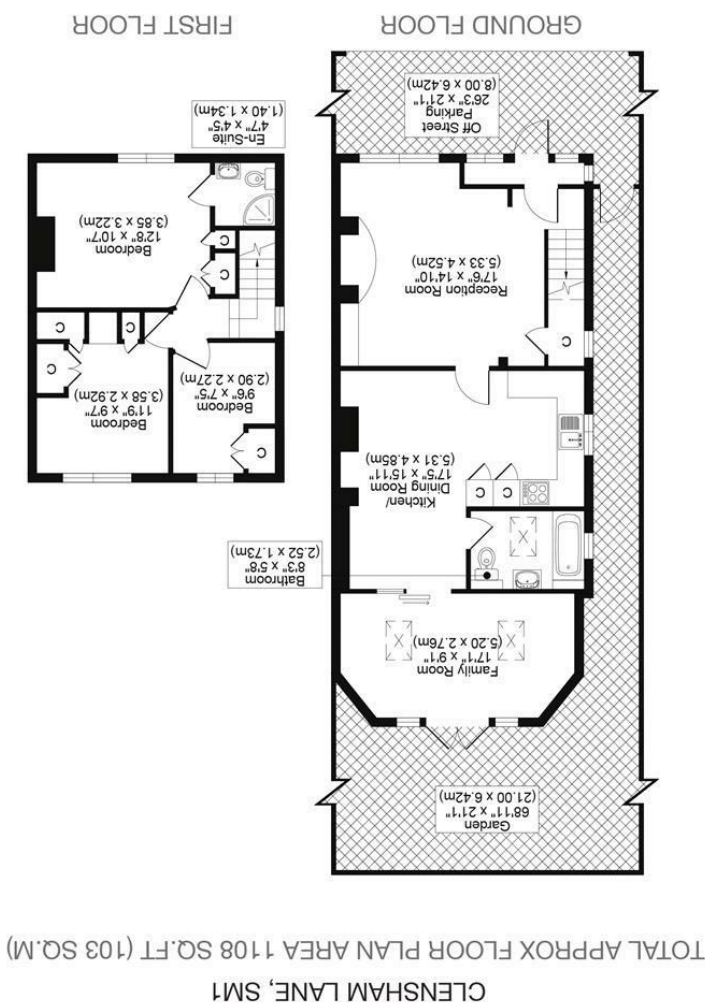 CLENSHAM LANE, SM1
TOTAL APPROX FLOOR PLAN AREA 1108 SQ.FT (103 SQ.M)
Garden
68'11" x 21'1"
(21.00 x 6.42m)
Family Room
17'1" x 9'1"
(5.20 x 2.76m)
Bathroom
8'3" x 5'8
(2.52 x 1.73m)
Kitchen/
Dining Room
17'5" x 15'11"
(5.31 x 4.85m)
C
C
C
Reception Room
17'6" x 14'10"
(5.33 x 4.52m)
Off Street
Parking
26'3" x 21'1"
(8.00 x 6.42m)
GROUND FLOOR
C
Bedroom
9'6" x 7'5"
(2.90 x 2.27m)
Bedroom
11'9" x 9'7"
(3.58 x 2.92m)
C
C
C
C
C
Bedroom
12'8" x 10'7"
(3.85 x 3.22m)
En-Suite
4'7" x 4'5"
(1.40 x 1.34m)
FIRST FLOOR